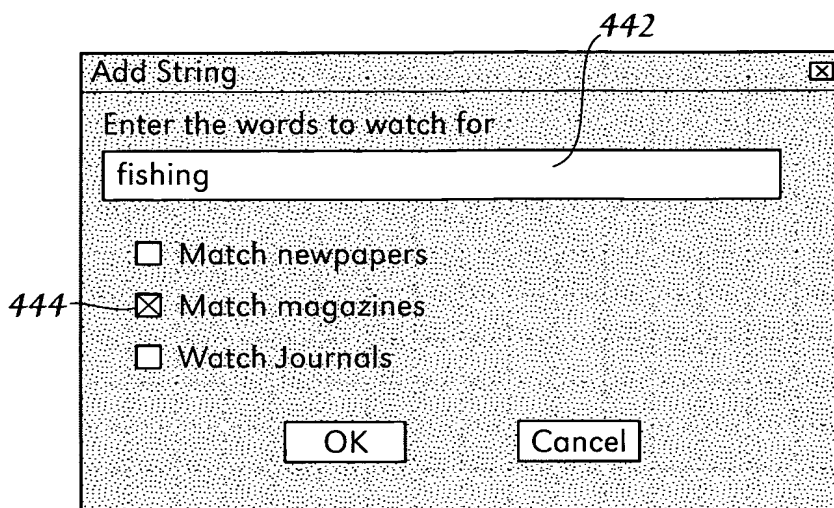 442
Add String
Enter the words to watch for
fishing
Match newpapers
444 Match magazines
Watch Journals
OK Cancel